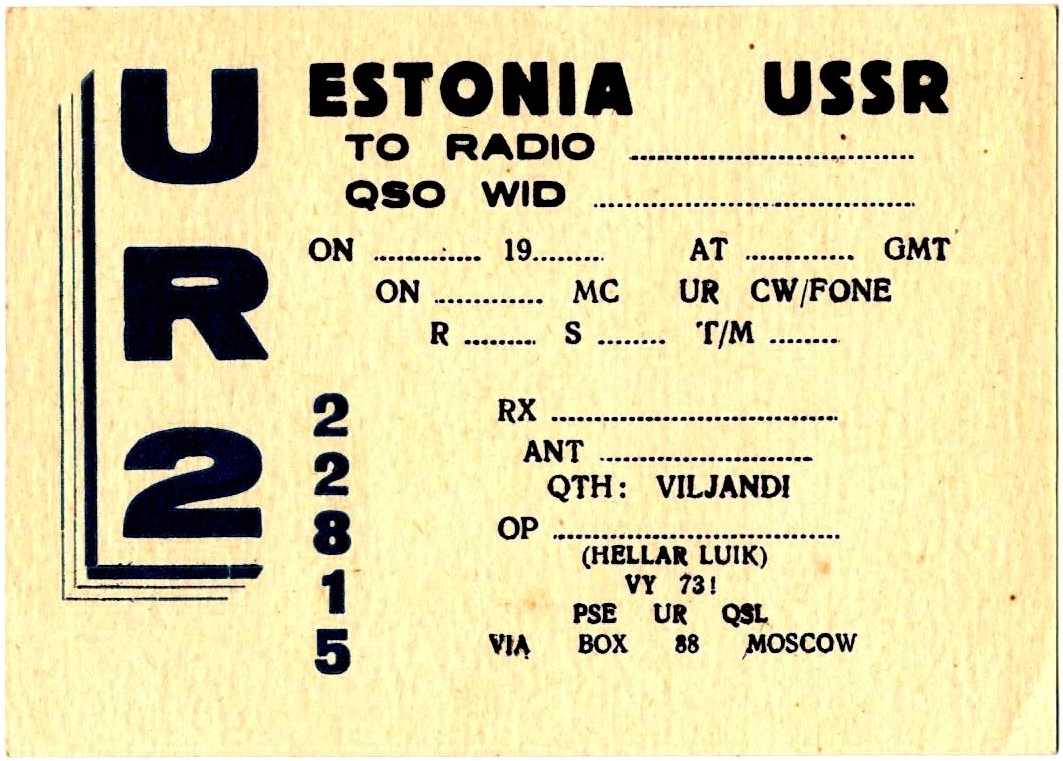 U
R
2
2
2
8
1
5
ESTONIA USSR
TO RADIO ..............................
QSO WID ..............................
ON ............ 19......... AT ............ GMT
ON ............ MC UR CW/FONE
R ......... S ......... T/M .........
RX ..............................
ANT ........................
QTH: VILJANDI
OP ..............................
(HELLAR LUIK)
VY 73!
PSE UR QSL
VIA BOX 88 MOSCOW